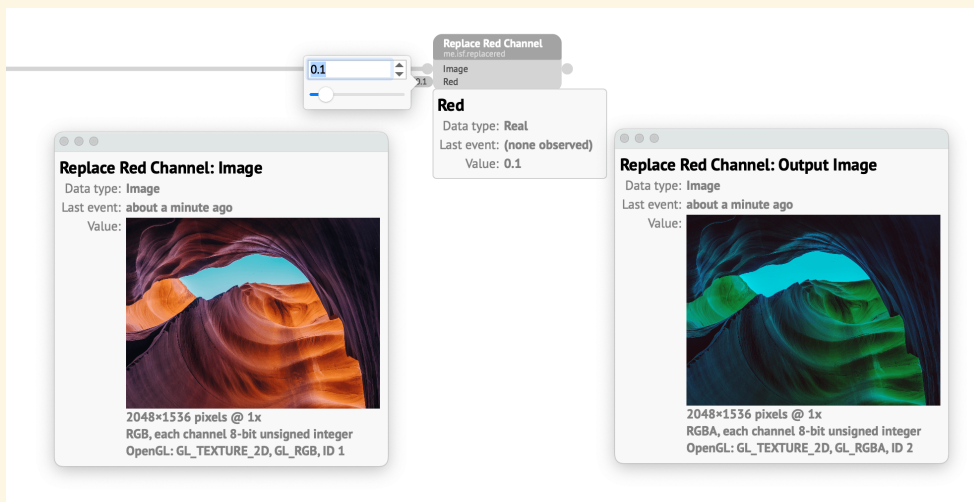 Replace Red Channel
me.isf.replacered
Image
Red
0.1
0.1
Red
Data type: Real
Last event: (none observed)
Value: 0.1
Replace Red Channel: Image
Data type: Image
Last event: about a minute ago
Value:
2048×1536 pixels @ 1x
RGB, each channel 8-bit unsigned integer
OpenGL: GL_TEXTURE_2D, GL_RGB, ID 1
Replace Red Channel: Output Image
Data type: Image
Last event: about a minute ago
Value:
2048×1536 pixels @ 1x
RGBA, each channel 8-bit unsigned integer
OpenGL: GL_TEXTURE_2D, GL_RGBA, ID 2